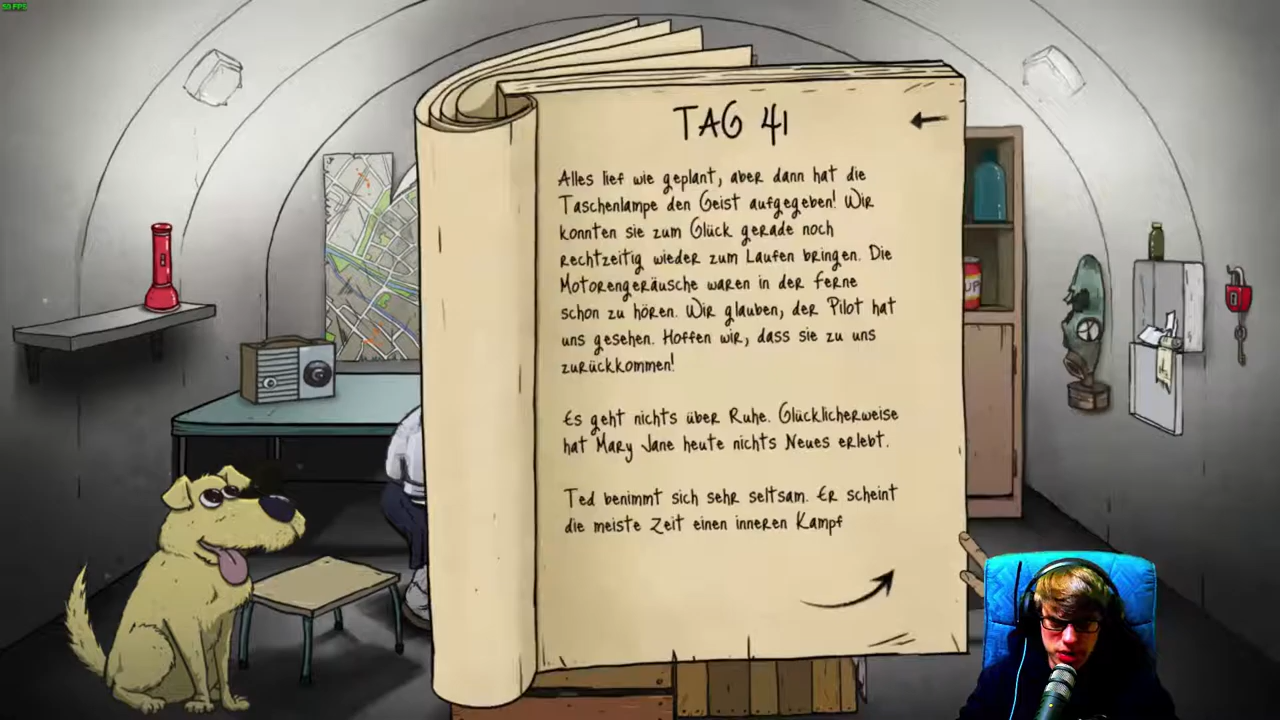 50 FPS
TAG 41
Alles lief wie geplant, aber dann hat die
Taschenlampe den Geist aufgegeben! Wir
konnten sie zum Glück gerade noch
rechtzeitig wieder zum Laufen bringen. Die
Motorengeräusche waren in der Ferne
schon zu hören. Wir glauben, der Pilot hat
uns gesehen. Hoffen wir, dass sie zu uns
zurückkommen!
Es geht nichts über Ruhe. Glücklicherweise
hat Mary Jane heute nichts Neues erlebt.
Ted benimmt sich sehr seltsam. Er scheint
die meiste Zeit einen inneren Kampf